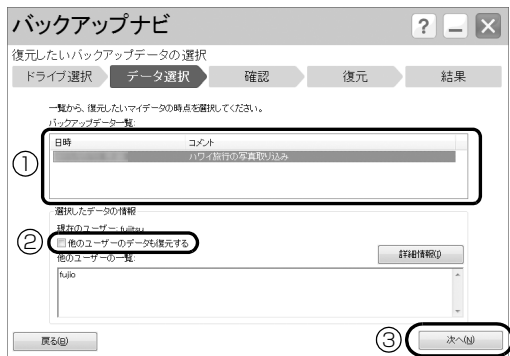 バックアップナビ
? － ×
復元したいバックアップデータの選択
ドライブ選択 データ選択 確認 復元 結果
一覧から、復元したいマイデータの時点を選択してください。
バックアップデータ一覧:
日時 コメント
① ハワイ旅行の写真取り込み
選択したデータの情報
現在のユーザー: fujitsu
② 他のユーザーのデータも復元する
他のユーザーの一覧:
詳細情報(I)
fujio
戻る(B) ③ 次へ(N)